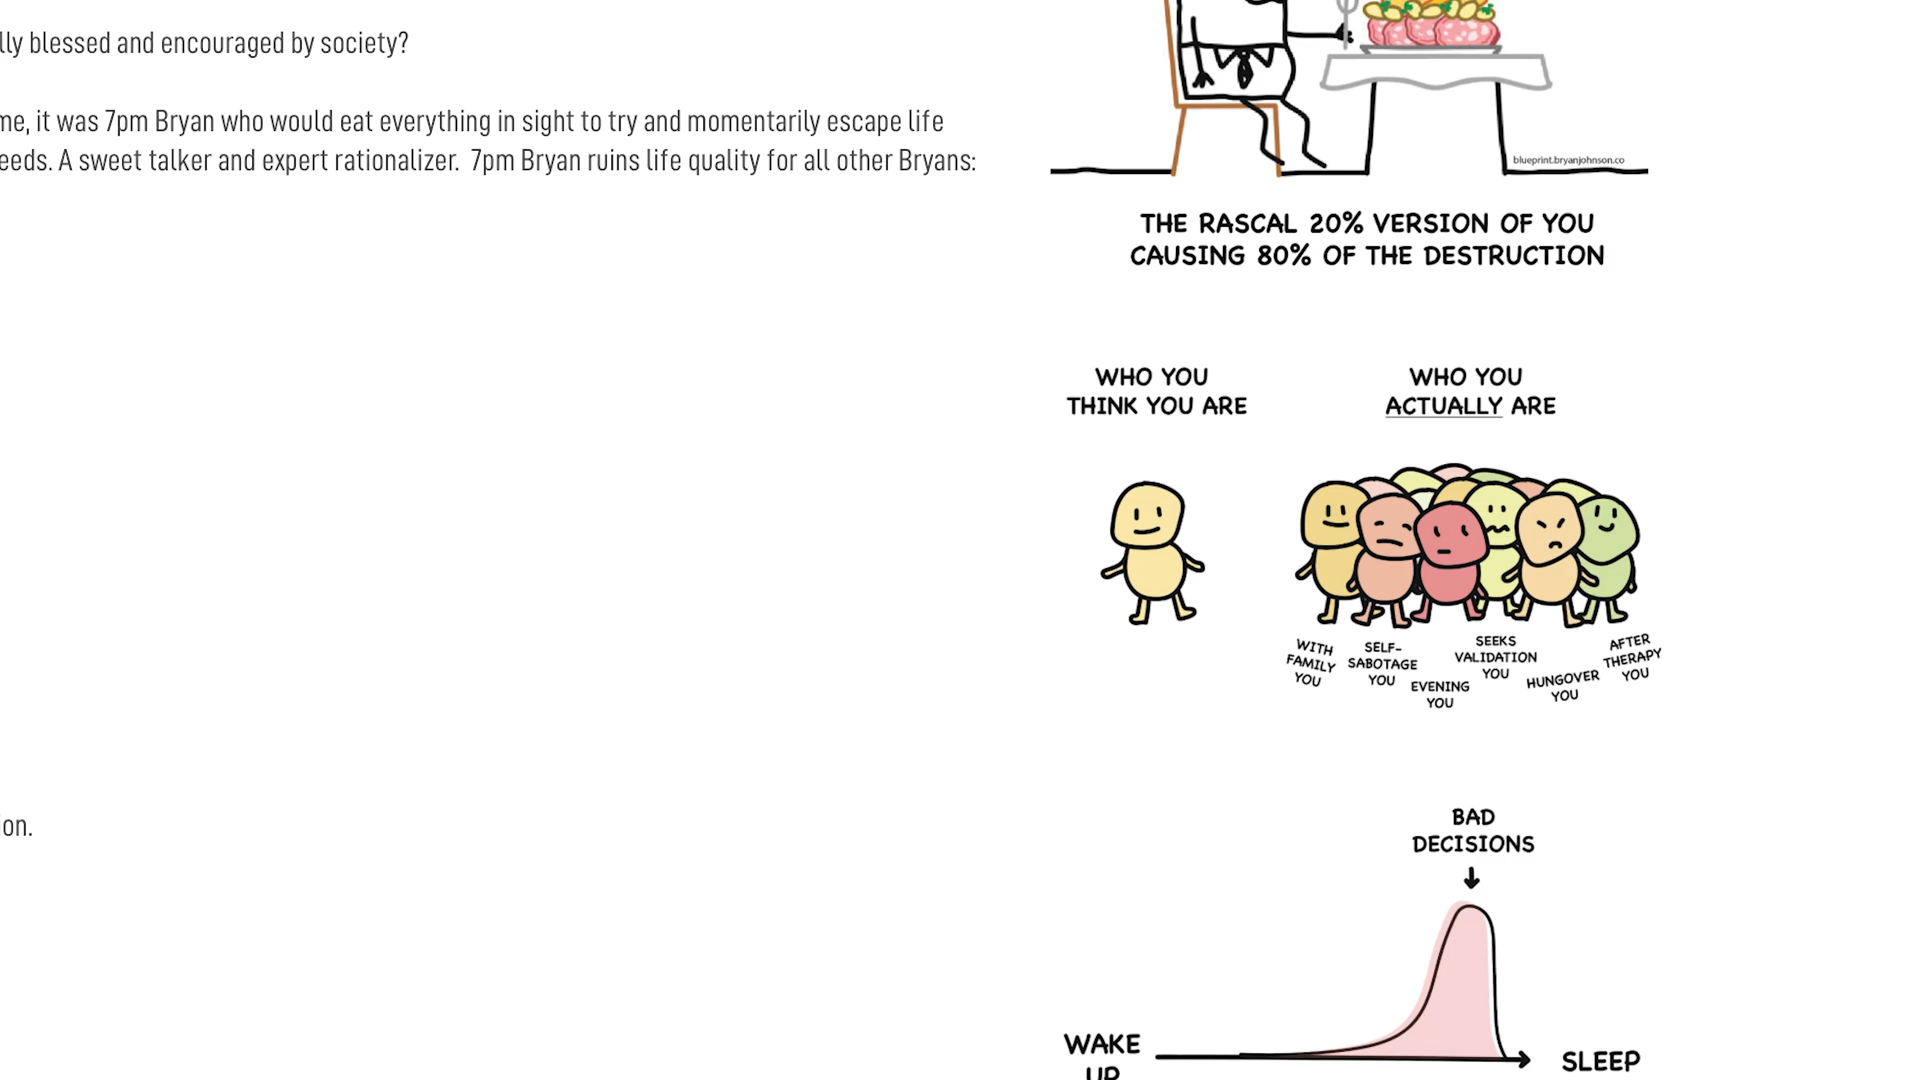 lly blessed and encouraged by society?
me, it was 7pm Bryan who would eat everything in sight to try and momentarily escape life
eeds. A sweet talker and expert rationalizer. 7pm Bryan ruins life quality for all other Bryans:
ion.
blueprint.bryanjohnson.co
THE RASCAL 20% VERSION OF YOU
CAUSING 80% OF THE DESTRUCTION
WHO YOU
THINK YOU ARE
WHO YOU
ACTUALLY ARE
WITH
FAMILY
YOU
SELF-
SABOTAGE
YOU
EVENING
YOU
SEEKS
VALIDATION
YOU
HUNGOVER
YOU
AFTER
THERAPY
YOU
BAD
DECISIONS
WAKE
UP
SLEEP